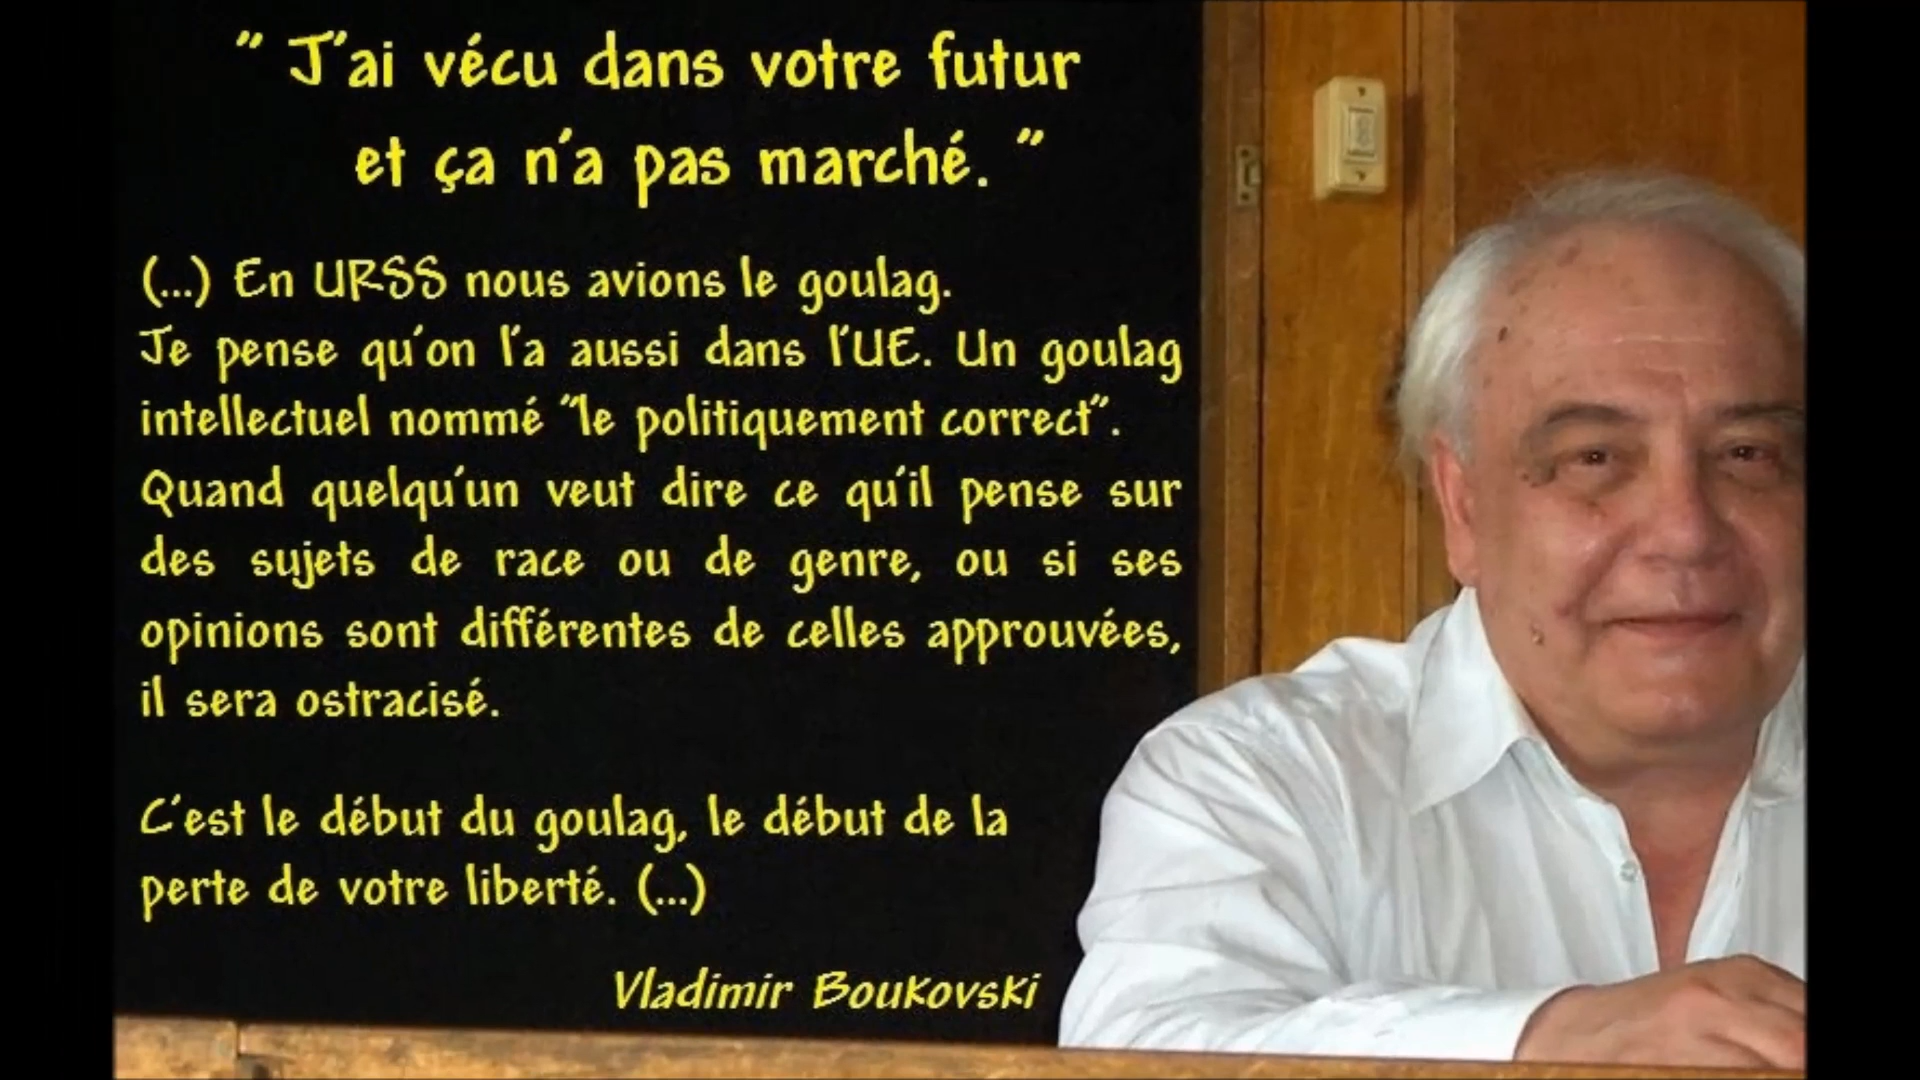 " J'ai vécu dans votre futur
et ça n'a pas marché. "
(...) En URSS nous avions le goulag.
Je pense qu'on l'a aussi dans l'UE. Un goulag
intellectuel nommé "le politiquement correct".
Quand quelqu'un veut dire ce qu'il pense sur
des sujets de race ou de genre, ou si ses
opinions sont différentes de celles approuvées,
il sera ostracisé.
C'est le début du goulag, le début de la
perte de votre liberté. (...)
Vladimir Boukovski